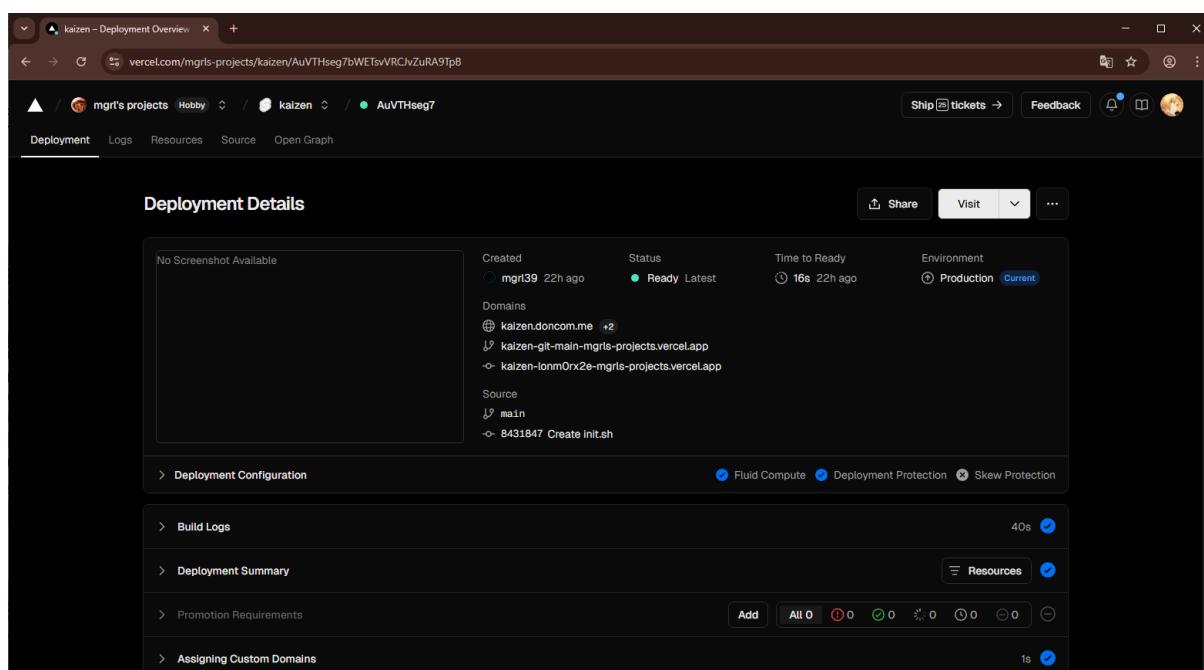 kaizen – Deployment Overview
vercel.com/mgrls-projects/kaizen/AuVTHseg7bWETsvVRCJvZuRA9TpB
mgrl's projects Hobby / kaizen / AuVTHseg7 Ship 25 tickets → Feedback
Deployment Logs Resources Source Open Graph
Deployment Details Share Visit
No Screenshot Available
Created Status Time to Ready Environment
mgrl39 22h ago Ready Latest 16s 22h ago Production Current
Domains
kaizen.doncom.me +2
kaizen-git-main-mgrls-projects.vercel.app
kaizen-lonm0rx2e-mgrls-projects.vercel.app
Source
main
8431847 Create init.sh
Deployment Configuration Fluid Compute Deployment Protection Skew Protection
Build Logs 40s
Deployment Summary Resources
Promotion Requirements Add All 0 0 0 0 0 0
Assigning Custom Domains 1s